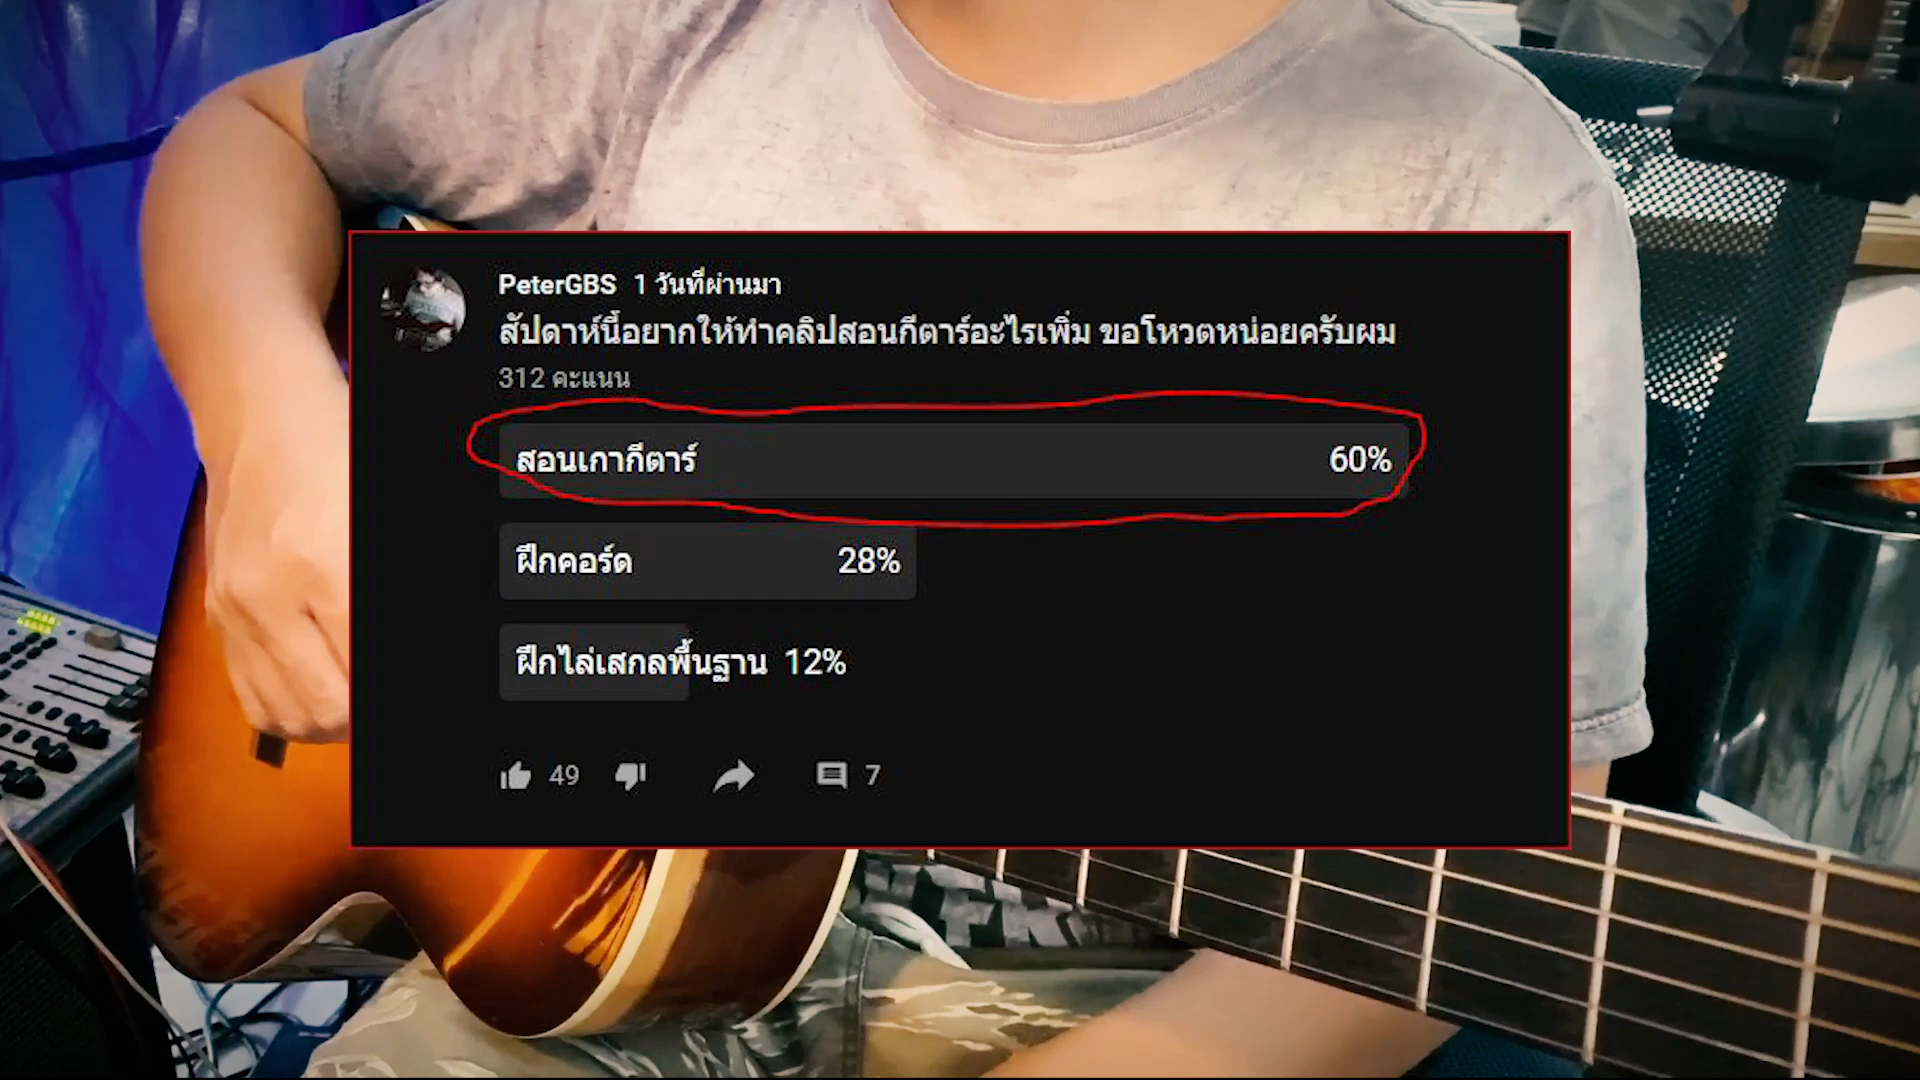 PeterGBS 1 วันที่ผ่านมา
สัปดาห์นี้อยากให้ทำคลิปสอนกีตาร์อะไรเพิ่ม ขอโหวตหน่อยครับผม
312 คะแนน
สอนเกากีตาร์ 60%
ฝึกคอร์ด 28%
ฝึกไล่เสกลพื้นฐาน 12%
49 7